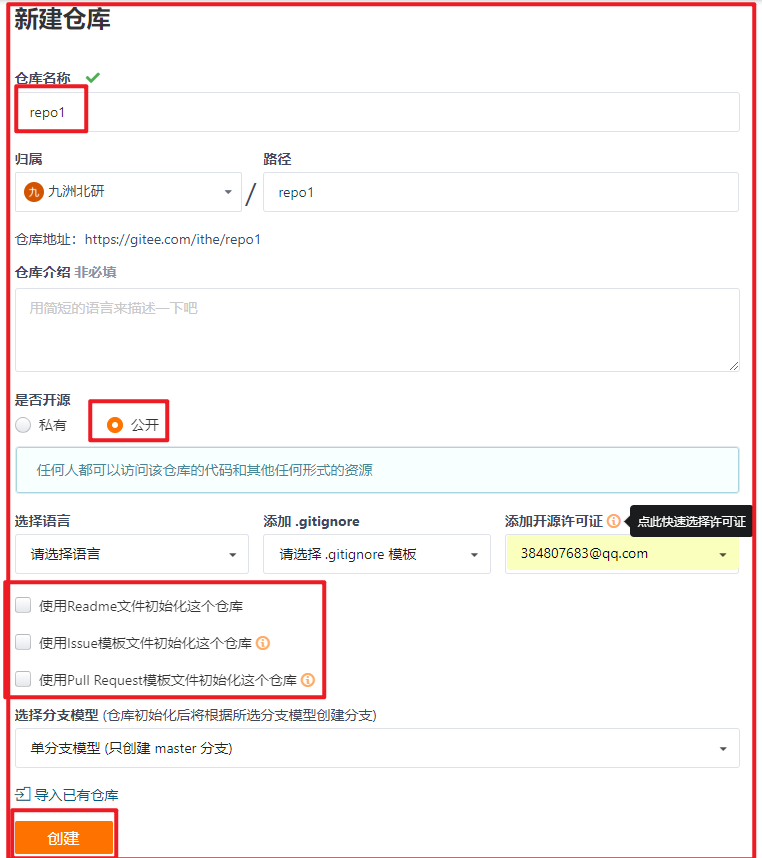 新建仓库
仓库名称
repo1
归属 路径
九 九洲北研 / repo1
仓库地址：https://gitee.com/ithe/repo1
仓库介绍 非必填
用简短的语言来描述一下吧
是否开源
私有 公开
任何人都可以访问该仓库的代码和其他任何形式的资源
选择语言 添加 .gitignore 添加开源许可证 点此快速选择许可证
请选择语言 请选择 .gitignore 模板 384807683@qq.com
使用Readme文件初始化这个仓库
使用Issue模板文件初始化这个仓库
使用Pull Request模板文件初始化这个仓库
选择分支模型 (仓库初始化后将根据所选分支模型创建分支)
单分支模型 (只创建 master 分支)
导入已有仓库
创建